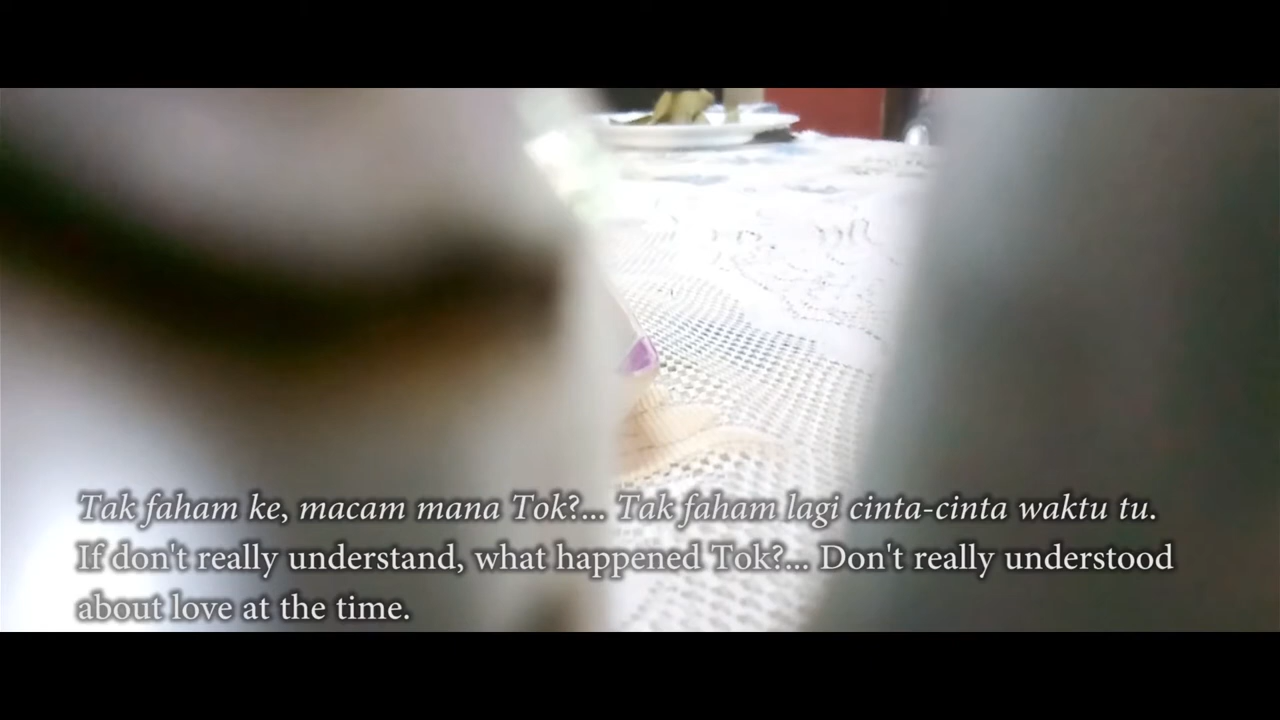 Tak faham ke, macam mana Tok?... Tak faham lagi cinta-cinta waktu tu.
If don't really understand, what happened Tok?... Don't really understood
about love at the time.